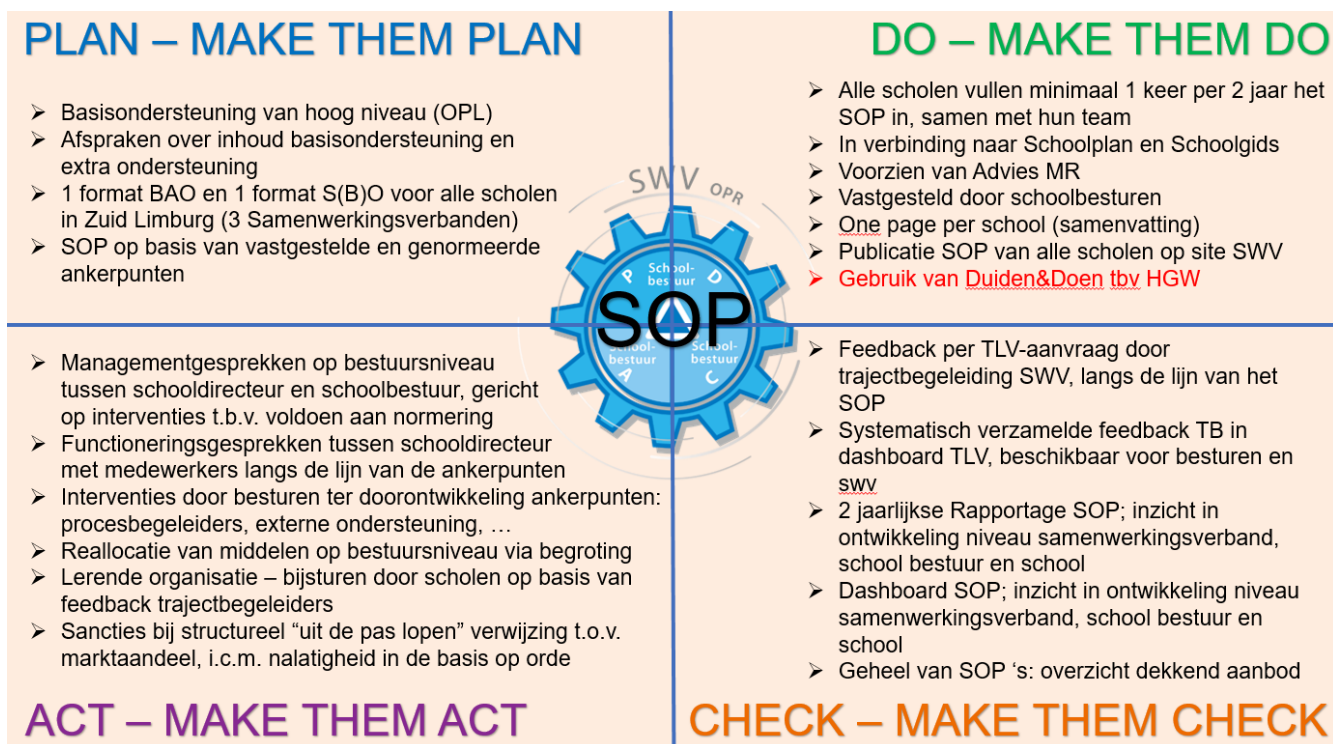 PLAN – MAKE THEM PLAN
➢ Basisondersteuning van hoog niveau (OPL)
➢ Afspraken over inhoud basisondersteuning en
extra ondersteuning
➢ 1 format BAO en 1 format S(B)O voor alle scholen
in Zuid Limburg (3 Samenwerkingsverbanden)
➢ SOP op basis van vastgestelde en genormeerde
ankerpunten
DO – MAKE THEM DO
➢ Alle scholen vullen minimaal 1 keer per 2 jaar het
SOP in, samen met hun team
➢ In verbinding naar Schoolplan en Schoolgids
➢ Voorzien van Advies MR
➢ Vastgesteld door schoolbesturen
➢ One page per school (samenvatting)
➢ Publicatie SOP van alle scholen op site SWV
➢ Gebruik van Duiden&Doen tbv HGW
SWV OPR
School-
bestuur
P D
SOP
School-
bestuur
School-
bestuur
A C
➢ Managementgesprekken op bestuursniveau
tussen schooldirecteur en schoolbestuur, gericht
op interventies t.b.v. voldoen aan normering
➢ Functioneringsgesprekken tussen schooldirecteur
met medewerkers langs de lijn van de ankerpunten
➢ Interventies door besturen ter doorontwikkeling ankerpunten:
procesbegeleiders, externe ondersteuning, …
➢ Reallocatie van middelen op bestuursniveau via begroting
➢ Lerende organisatie – bijsturen door scholen op basis van
feedback trajectbegeleiders
➢ Sancties bij structureel “uit de pas lopen” verwijzing t.o.v.
marktaandeel, i.c.m. nalatigheid in de basis op orde
ACT – MAKE THEM ACT
➢ Feedback per TLV-aanvraag door
trajectbegeleiding SWV, langs de lijn van het
SOP
➢ Systematisch verzamelde feedback TB in
dashboard TLV, beschikbaar voor besturen en
swv
➢ 2 jaarlijkse Rapportage SOP; inzicht in
ontwikkeling niveau samenwerkingsverband,
school bestuur en school
➢ Dashboard SOP; inzicht in ontwikkeling niveau
samenwerkingsverband, school bestuur en
school
➢ Geheel van SOP ‘s: overzicht dekkend aanbod
CHECK – MAKE THEM CHECK